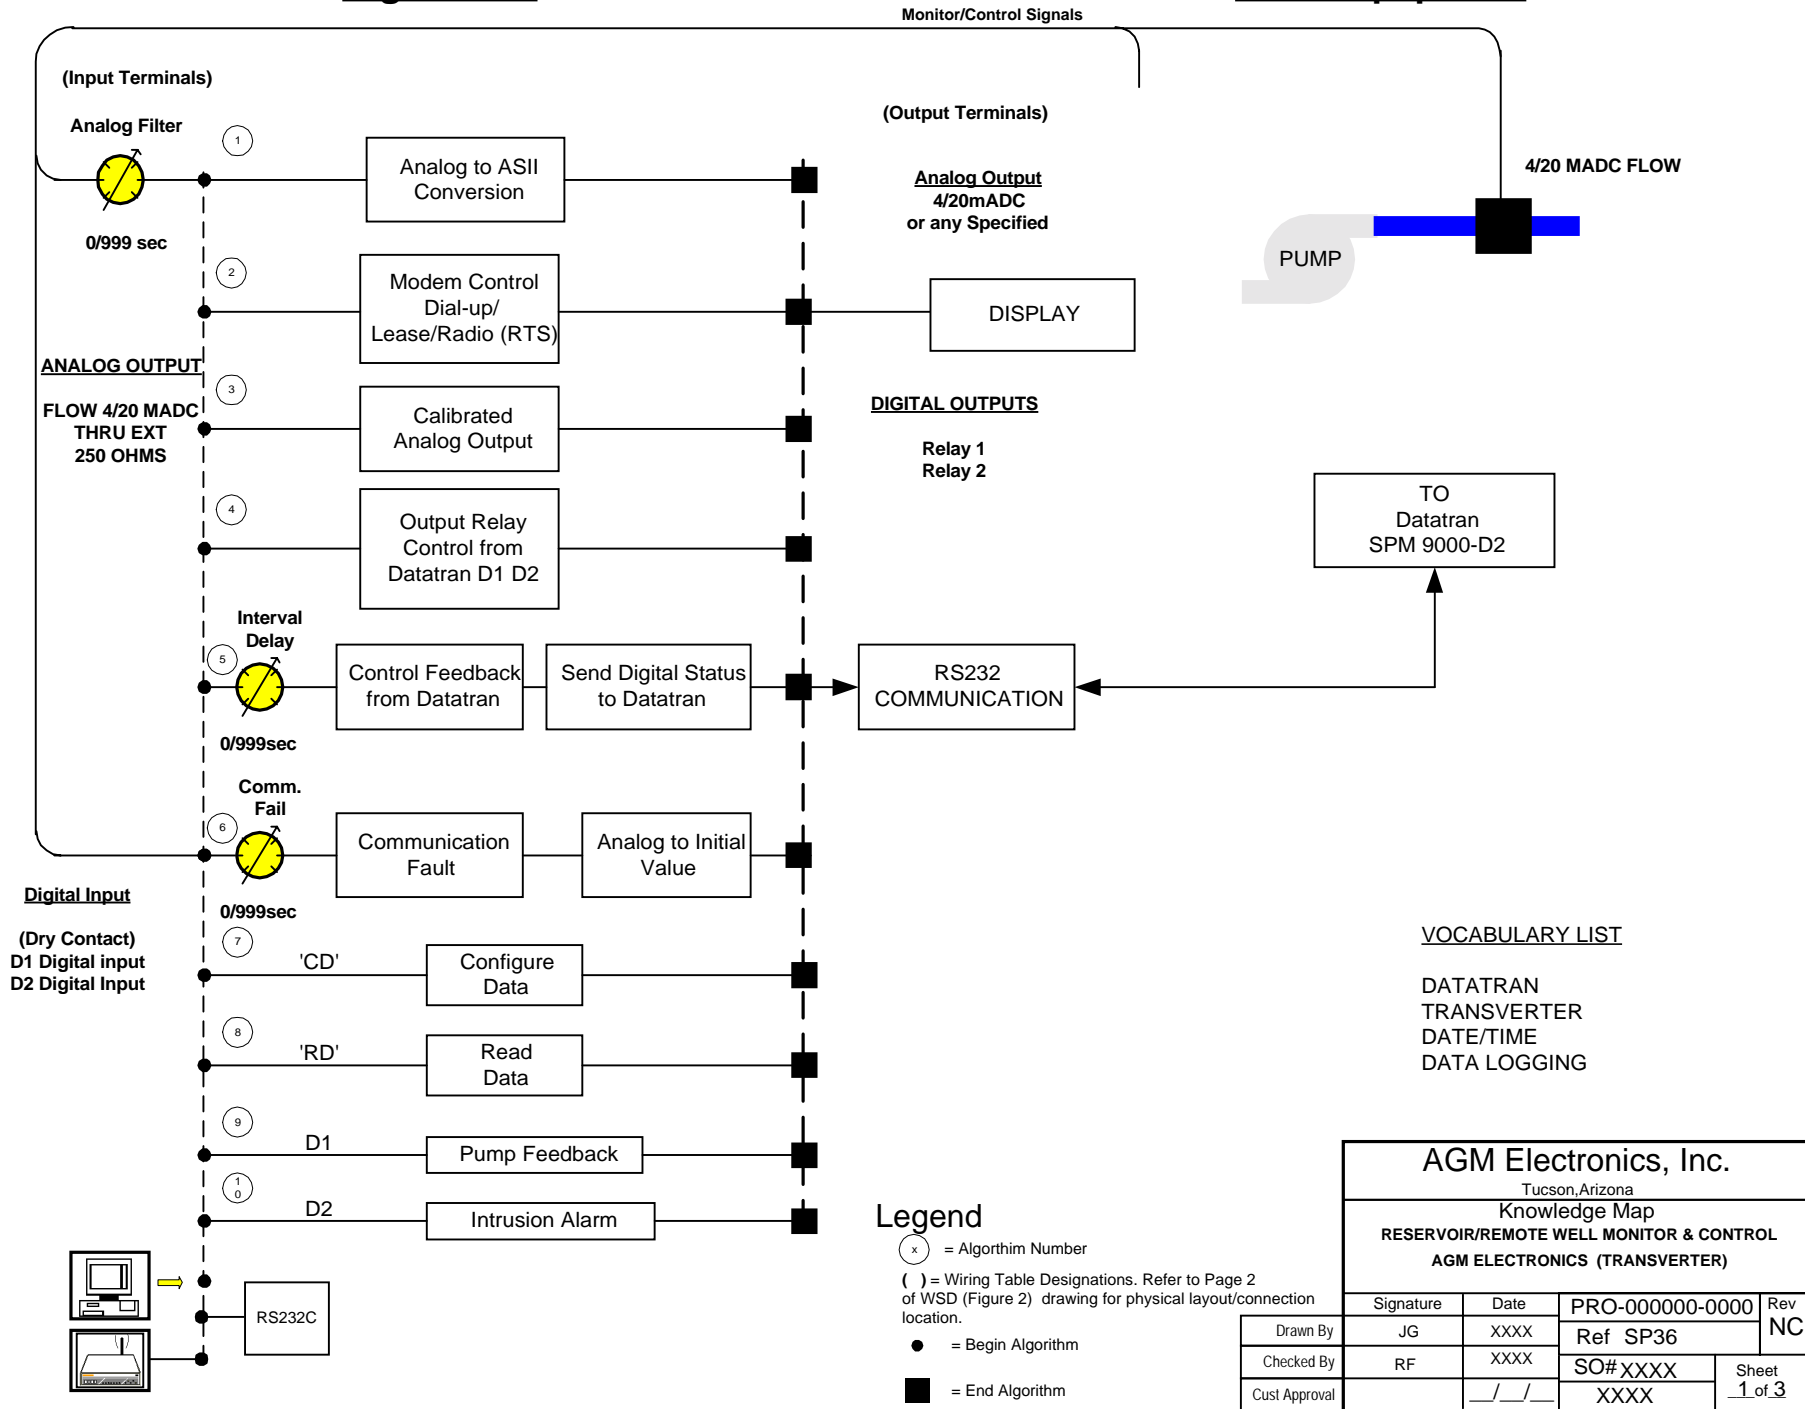 Monitor/Control Signals
(Input Terminals)
Analog Filter
0/999 sec
1
Analog to ASII
Conversion
(Output Terminals)
Analog Output
4/20mADC
or any Specified
4/20 MADC FLOW
PUMP
2
Modem Control
Dial-up/
Lease/Radio (RTS)
DISPLAY
ANALOG OUTPUT
FLOW 4/20 MADC
THRU EXT
250 OHMS
3
Calibrated
Analog Output
DIGITAL OUTPUTS
Relay 1
Relay 2
4
Output Relay
Control from
Datatran D1 D2
TO
Datatran
SPM 9000-D2
Interval
Delay
5
0/999sec
Control Feedback
from Datatran
Send Digital Status
to Datatran
RS232
COMMUNICATION
Comm.
Fail
6
0/999sec
Communication
Fault
Analog to Initial
Value
Digital Input
(Dry Contact)
D1 Digital input
D2 Digital Input
7
'CD'
Configure
Data
8
'RD'
Read
Data
9
D1
Pump Feedback
1
0
D2
Intrusion Alarm
RS232C
VOCABULARY LIST
DATATRAN
TRANSVERTER
DATE/TIME
DATA LOGGING
Legend
x = Algorthim Number
( ) = Wiring Table Designations. Refer to Page 2
of WSD (Figure 2) drawing for physical layout/connection
location.
= Begin Algorithm
= End Algorithm
AGM Electronics, Inc.
Tucson,Arizona
Knowledge Map
RESERVOIR/REMOTE WELL MONITOR & CONTROL
AGM ELECTRONICS (TRANSVERTER)
Signature Date PRO-000000-0000 Rev
NC
Drawn By JG XXXX Ref SP36
Checked By RF XXXX SO# XXXX
Cust Approval __/__/__ XXXX
Sheet
1 of 3